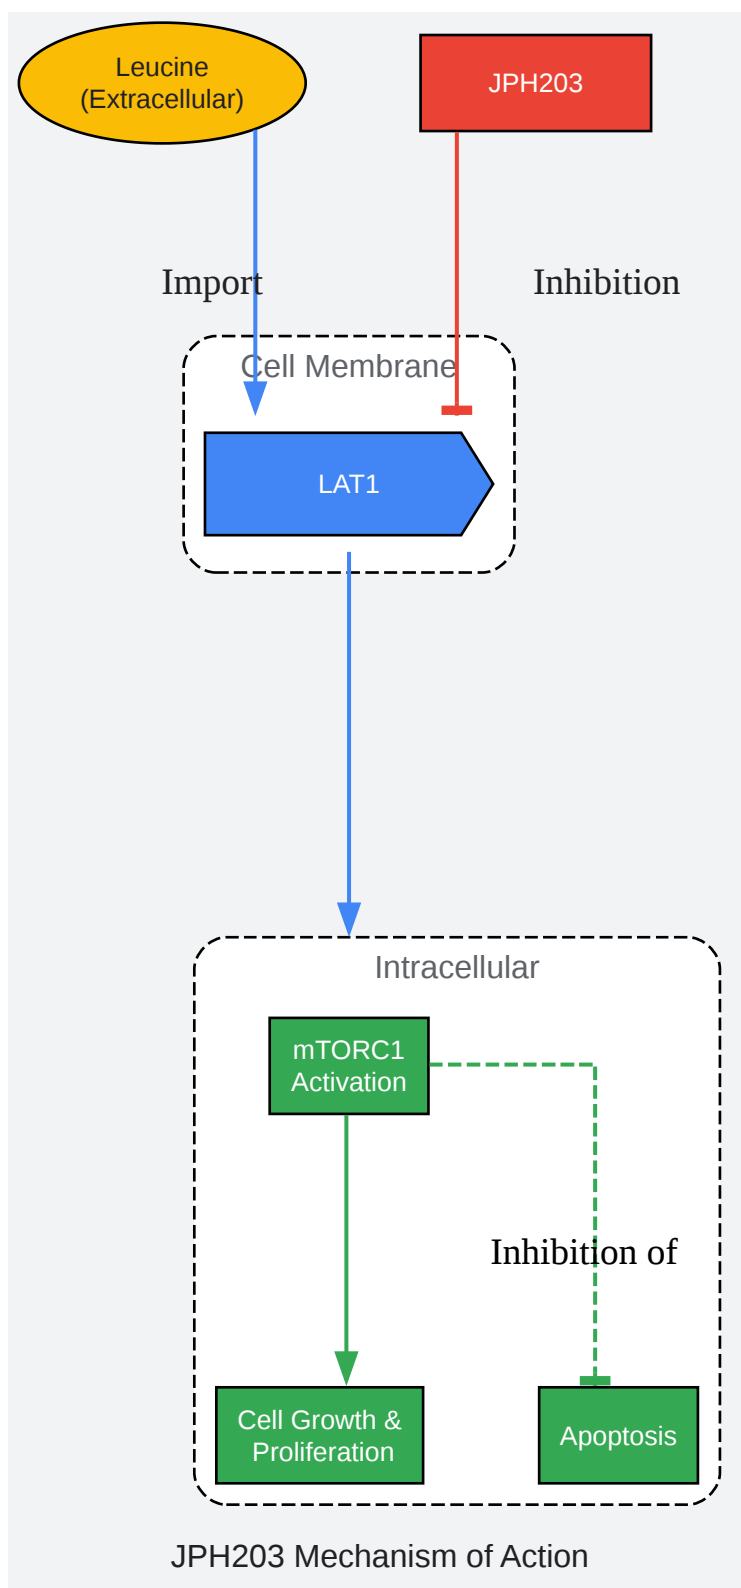 Leucine
(Extracellular)
JPH203
Import
Inhibition
Cell Membrane
LAT1
Intracellular
mTORC1
Activation
Inhibition of
Cell Growth &
Proliferation
Apoptosis
JPH203 Mechanism of Action